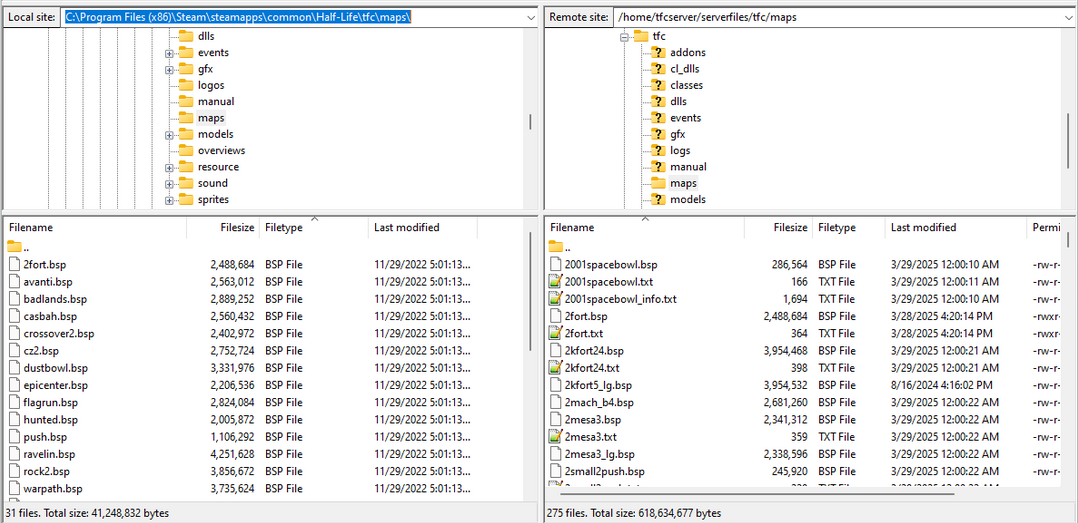 Local site: C:\Program Files (x86)\Steam\steamapps\common\Half-Life\tfc\maps\
dlls
events
gfx
logos
manual
maps
models
overviews
resource
sound
sprites
Filename Filesize Filetype Last modified
..
2fort.bsp 2,488,684 BSP File 11/29/2022 5:01:13...
avanti.bsp 2,563,012 BSP File 11/29/2022 5:01:13...
badlands.bsp 2,889,252 BSP File 11/29/2022 5:01:13...
casbah.bsp 2,560,432 BSP File 11/29/2022 5:01:13...
crossover2.bsp 2,402,972 BSP File 11/29/2022 5:01:13...
cz2.bsp 2,752,724 BSP File 11/29/2022 5:01:13...
dustbowl.bsp 3,331,976 BSP File 11/29/2022 5:01:13...
epicenter.bsp 2,206,536 BSP File 11/29/2022 5:01:13...
flagrun.bsp 2,824,084 BSP File 11/29/2022 5:01:13...
hunted.bsp 2,005,872 BSP File 11/29/2022 5:01:13...
push.bsp 1,106,292 BSP File 11/29/2022 5:01:13...
ravelin.bsp 4,251,628 BSP File 11/29/2022 5:01:13...
rock2.bsp 3,856,672 BSP File 11/29/2022 5:01:13...
warpath.bsp 3,735,624 BSP File 11/29/2022 5:01:13...
31 files. Total size: 41,248,832 bytes
Remote site: /home/tfcserver/serverfiles/tfc/maps
tfc
addons
cl_dlls
classes
dlls
events
gfx
logs
manual
maps
models
Filename Filesize Filetype Last modified Permi
..
2001spacebowl.bsp 286,564 BSP File 3/29/2025 12:00:10 AM -rw-r-
2001spacebowl.txt 166 TXT File 3/29/2025 12:00:11 AM -rw-r-
2001spacebowl_info.txt 1,694 TXT File 3/29/2025 12:00:10 AM -rw-r-
2fort.bsp 2,488,684 BSP File 3/28/2025 4:20:14 PM -rwxr-
2fort.txt 364 TXT File 3/28/2025 4:20:14 PM -rwxr-
2kfort24.bsp 3,954,468 BSP File 3/29/2025 12:00:21 AM -rw-r-
2kfort24.txt 398 TXT File 3/29/2025 12:00:21 AM -rw-r-
2kfort5_lg.bsp 3,954,532 BSP File 8/16/2024 4:16:02 PM -rw-r-
2mach_b4.bsp 2,681,260 BSP File 3/29/2025 12:00:22 AM -rw-r-
2mesa3.bsp 2,341,312 BSP File 3/29/2025 12:00:22 AM -rw-r-
2mesa3.txt 359 TXT File 3/29/2025 12:00:22 AM -rw-r-
2mesa3_lg.bsp 2,338,596 BSP File 3/29/2025 12:00:22 AM -rw-r-
2small2push.bsp 245,920 BSP File 3/29/2025 12:00:22 AM -rw-r-
275 files. Total size: 618,634,677 bytes